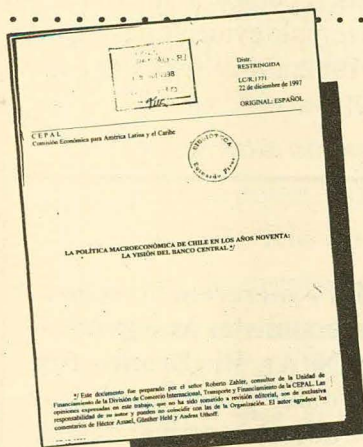 Distr.
RESTRINGIDA
LC/R.1771
22 de diciembre de 1997
ORIGINAL: ESPAÑOL
C E P A L
Comisión Económica para América Latina y el Caribe
LA POLÍTICA MACROECONÓMICA DE CHILE EN LOS AÑOS NOVENTA:
LA VISIÓN DEL BANCO CENTRAL */
*/ Este documento fue preparado por el señor Roberto Zahler, consultor de la Unidad de
Financiamiento de la División de Comercio Internacional, Transporte y Financiamiento de la CEPAL. Las
opiniones expresadas en este trabajo, que no ha sido sometido a revisión editorial, son de exclusiva
responsabilidad de su autor y pueden no coincidir con las de la Organización. El autor agradece los
comentarios de Héctor Assael, Günther Held y Andras Uthoff.